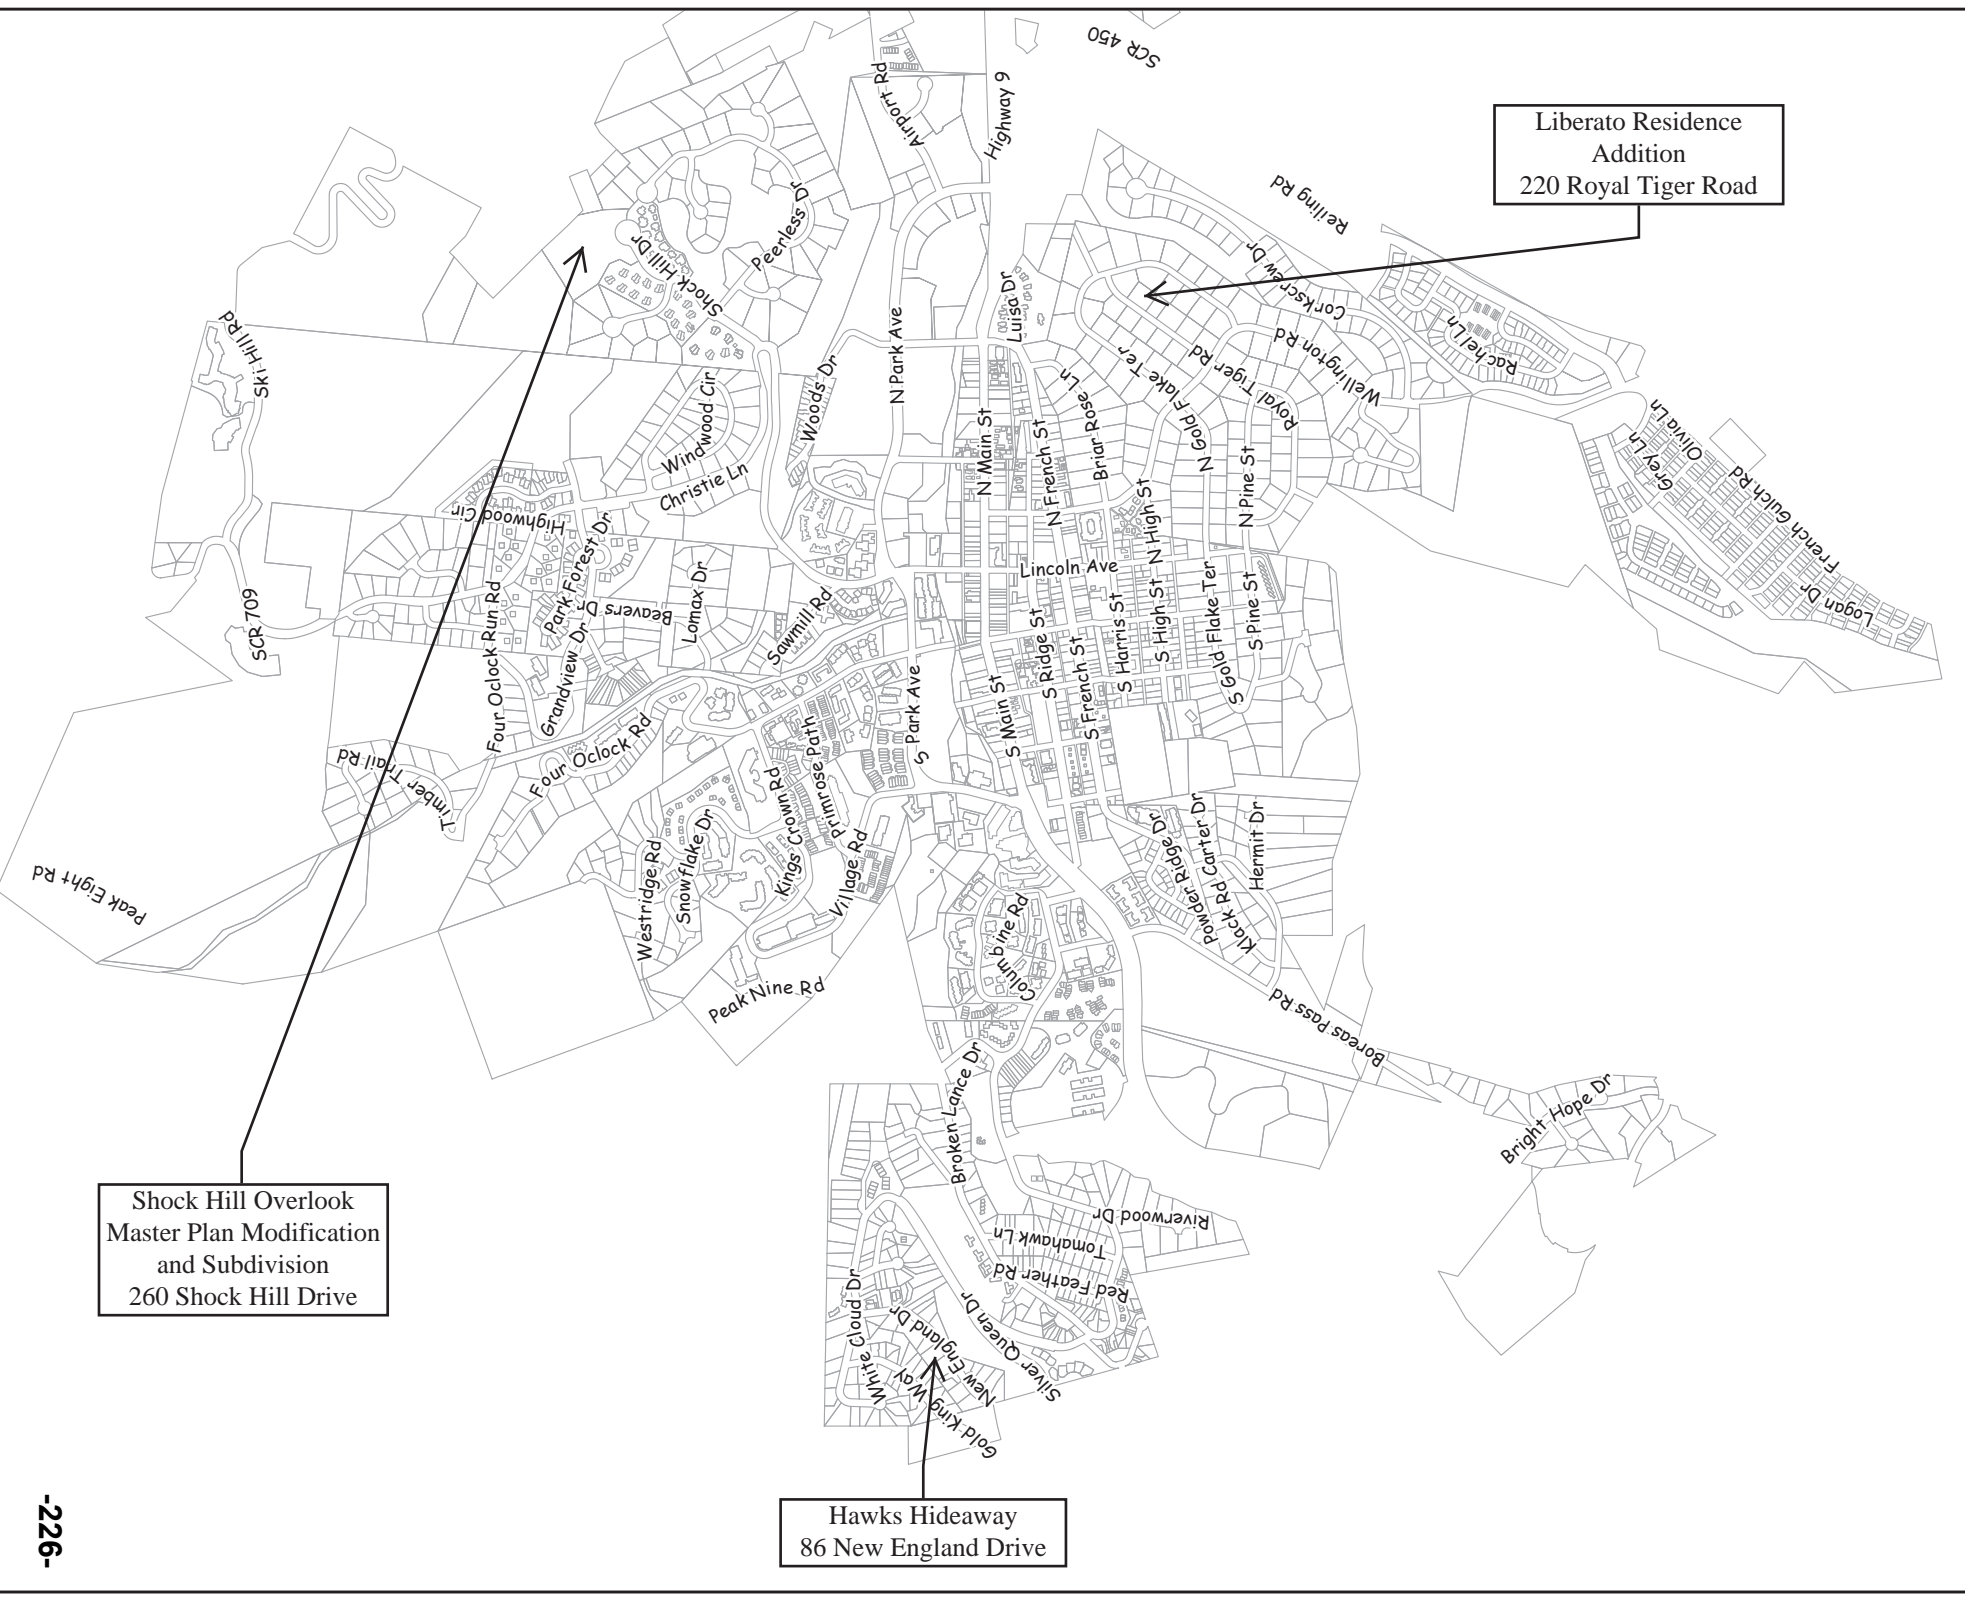 SCR 450
Airport Rd
Highway 9
Liberato Residence
Addition
220 Royal Tiger Road
Reiling Rd
Peerless Dr
Shock Hill Dr
Corkscrew Dr
Luisa Dr
Ski Hill Rd
N Park Ave
Woods Dr
Wellington Rd
Rachel Ln
Royal Tiger Rd
N Gold Flake Ter
Briar Rose Ln
Windwood Cir
Christie Ln
N Main St
N French St
N Pine St
Grey Ln
Olivia Ln
French Gulch Rd
Logan Dr
Highwood Cir
Park Forest Dr
N High St
Lincoln Ave
SCR 709
Four Oclock Run Rd
Grandview Dr
Beavers Dr
Lomax Dr
Sawmill Rd
S Ridge St
S French St
S Harris St
S High St
S Gold Flake Ter
S Pine St
S Main St
S Park Ave
Four Oclock Rd
Timber Trail Rd
Primrose Path
Kings Crown Rd
Village Rd
Snowflake Dr
Westridge Rd
Peak Eight Rd
Peak Nine Rd
Powder Ridge Dr
Carter Dr
Klack Rd
Hermit Dr
Columbine Rd
Boreas Pass Rd
Broken Lance Dr
Bright Hope Dr
Shock Hill Overlook
Master Plan Modification
and Subdivision
260 Shock Hill Drive
Riverwood Dr
Tomahawk Ln
Red Feather Rd
White Cloud Dr
New England Dr
Silver Queen Dr
Gold King Way
Hawks Hideaway
86 New England Drive
-226-